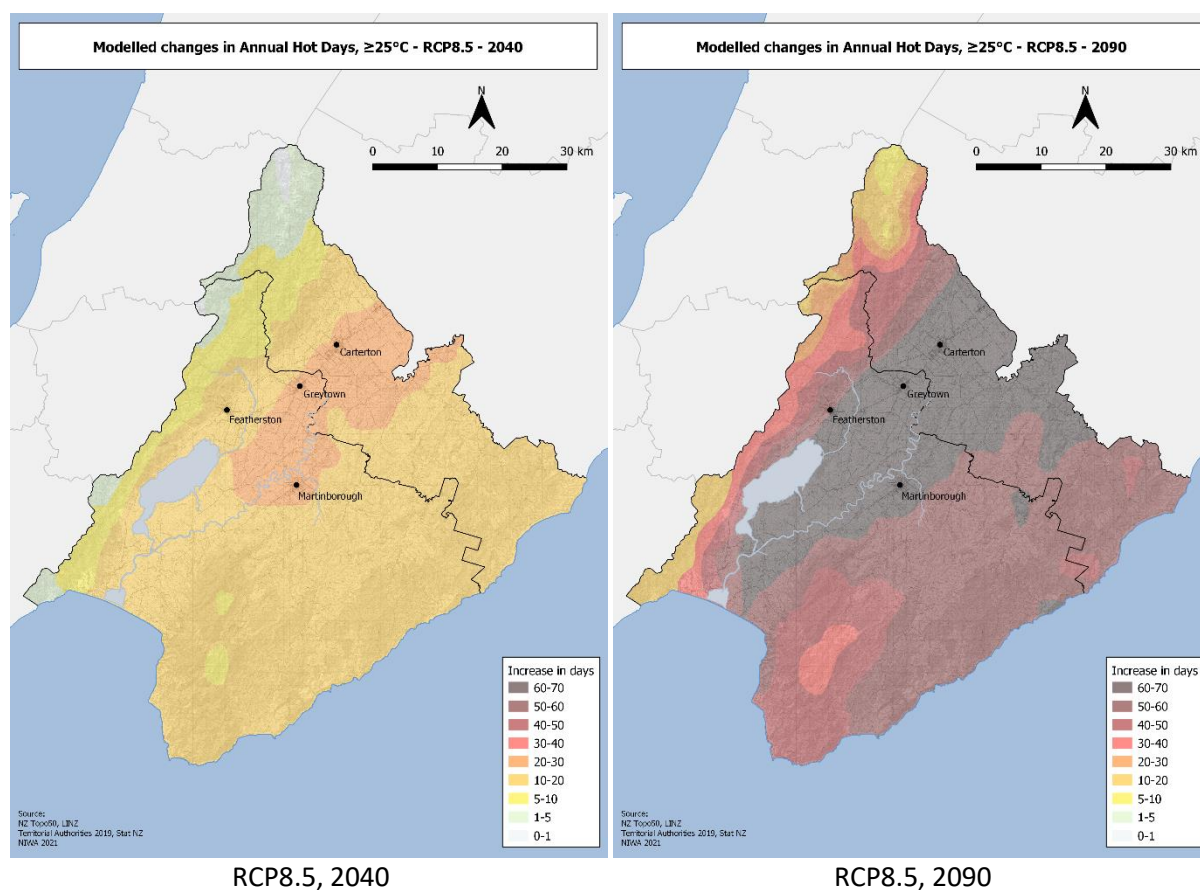 Modelled changes in Annual Hot Days, ≥25°C - RCP8.5 - 2040
N
0 10 20 30 km
Carterton
Greytown
Featherston
Martinborough
Increase in days
60-70
50-60
40-50
30-40
20-30
10-20
5-10
1-5
0-1
Source:
NZ Topo50, LINZ
Territorial Authorities 2019, Stat NZ
NIWA 2021
RCP8.5, 2040
Modelled changes in Annual Hot Days, ≥25°C - RCP8.5 - 2090
N
0 10 20 30 km
Carterton
Greytown
Featherston
Martinborough
Increase in days
60-70
50-60
40-50
30-40
20-30
10-20
5-10
1-5
0-1
Source:
NZ Topo50, LINZ
Territorial Authorities 2019, Stat NZ
NIWA 2021
RCP8.5, 2090